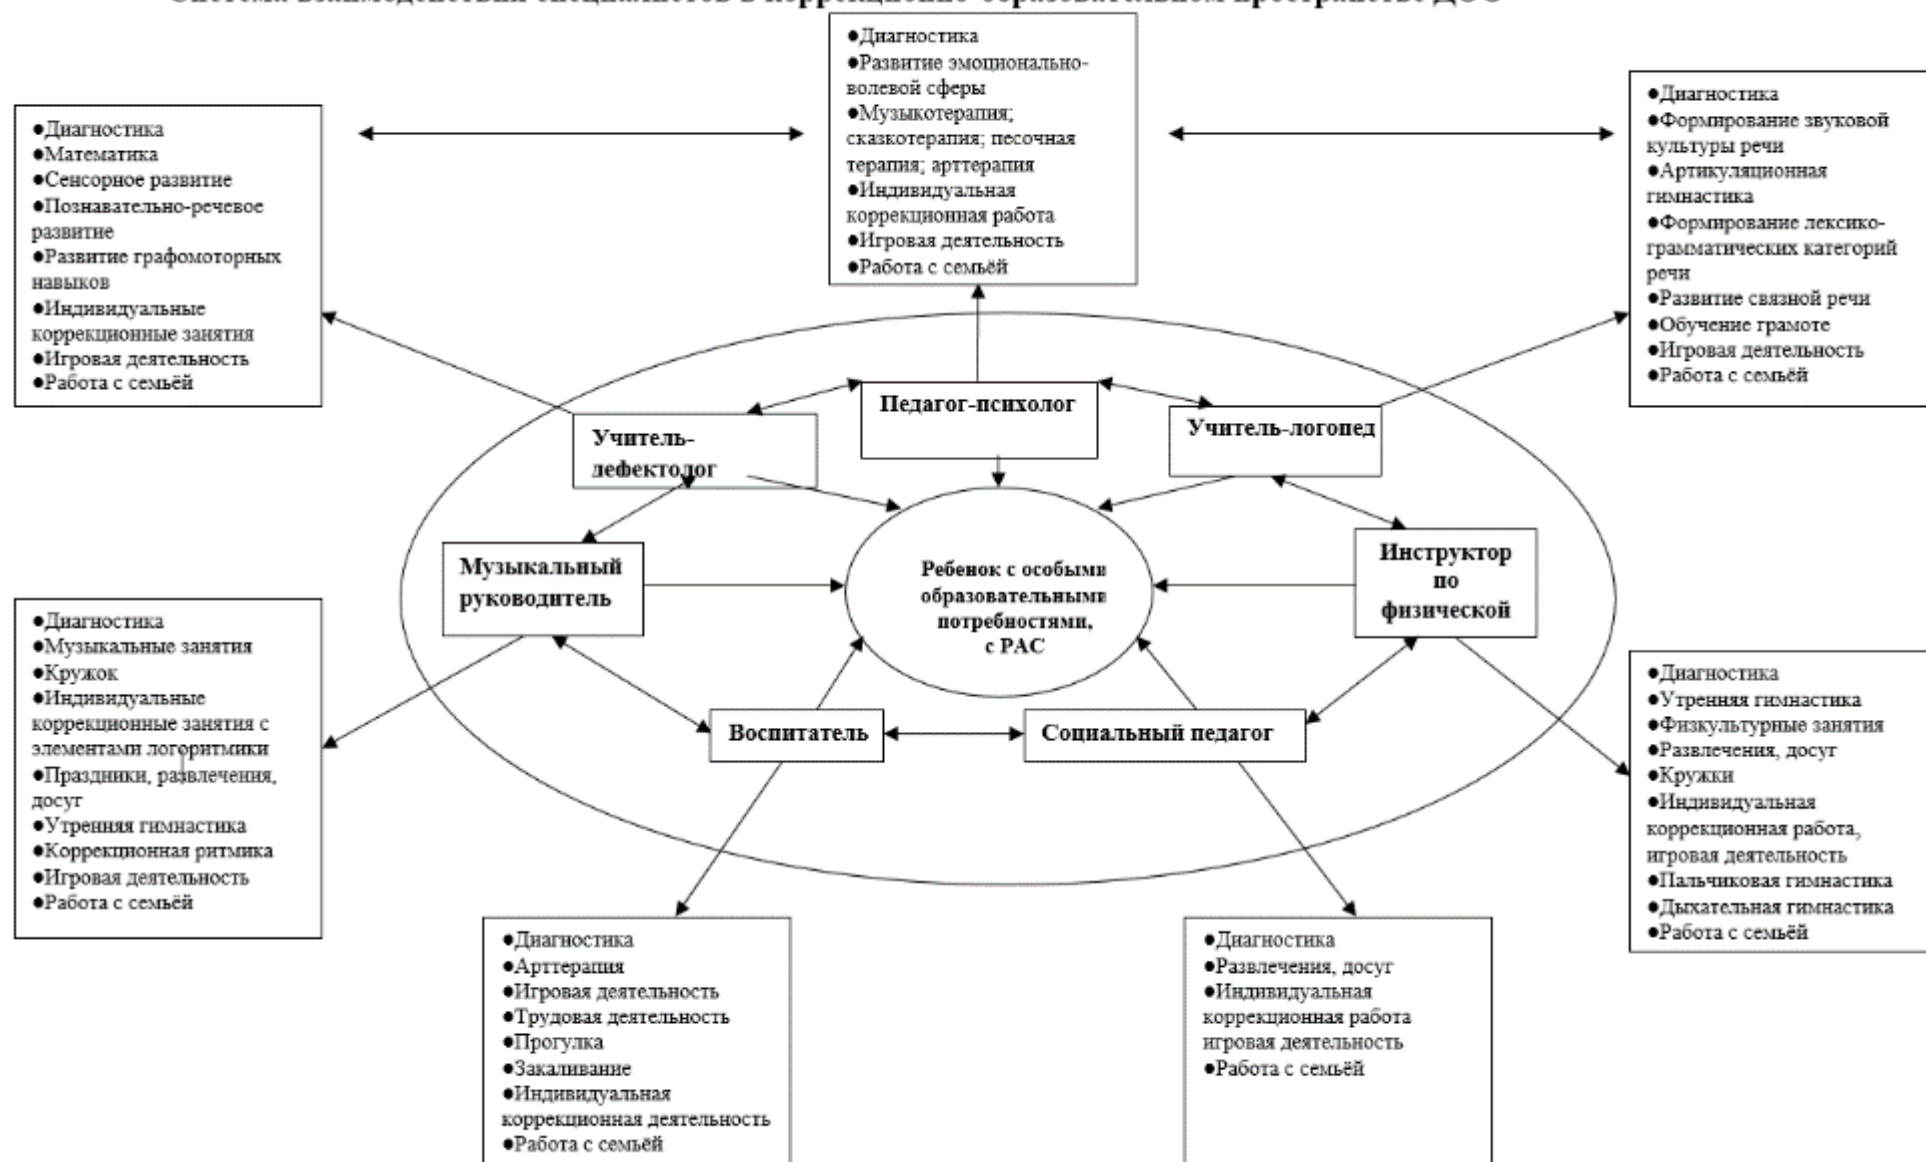 Система взаимодействия специалистов в коррекционно-образовательном пространстве ДОО
●Диагностика
●Развитие эмоционально-
волевой сферы
●Музыкотерапия;
сказкотерапия; песочная
терапия; арттерапия
●Индивидуальная
коррекционная работа
●Игровая деятельность
●Работа с семьёй
●Диагностика
●Математика
●Сенсорное развитие
●Познавательно-речевое
развитие
●Развитие графомоторных
навыков
●Индивидуальные
коррекционные занятия
●Игровая деятельность
●Работа с семьёй
●Диагностика
●Формирование звуковой
культуры речи
●Артикуляционная
гимнастика
●Формирование лексико-
грамматических категорий
речи
●Развитие связной речи
●Обучение грамоте
●Игровая деятельность
●Работа с семьёй
Педагог-психолог
Учитель-
дефектолог
Учитель-логопед
Музыкальный
руководитель
Ребенок с особыми
образовательными
потребностями,
с РАС
Инструктор
по
физической
Воспитатель
Социальный педагог
●Диагностика
●Музыкальные занятия
●Кружок
●Индивидуальные
коррекционные занятия с
элементами логоритмики
●Праздники, развлечения,
досуг
●Утренняя гимнастика
●Коррекционная ритмика
●Игровая деятельность
●Работа с семьёй
●Диагностика
●Утренняя гимнастика
●Физкультурные занятия
●Развлечения, досуг
●Кружки
●Индивидуальная
коррекционная работа,
игровая деятельность
●Пальчиковая гимнастика
●Дыхательная гимнастика
●Работа с семьёй
●Диагностика
●Арттерапия
●Игровая деятельность
●Трудовая деятельность
●Прогулка
●Закаливание
●Индивидуальная
коррекционная деятельность
●Работа с семьёй
●Диагностика
●Развлечения, досуг
●Индивидуальная
коррекционная работа
игровая деятельность
●Работа с семьёй